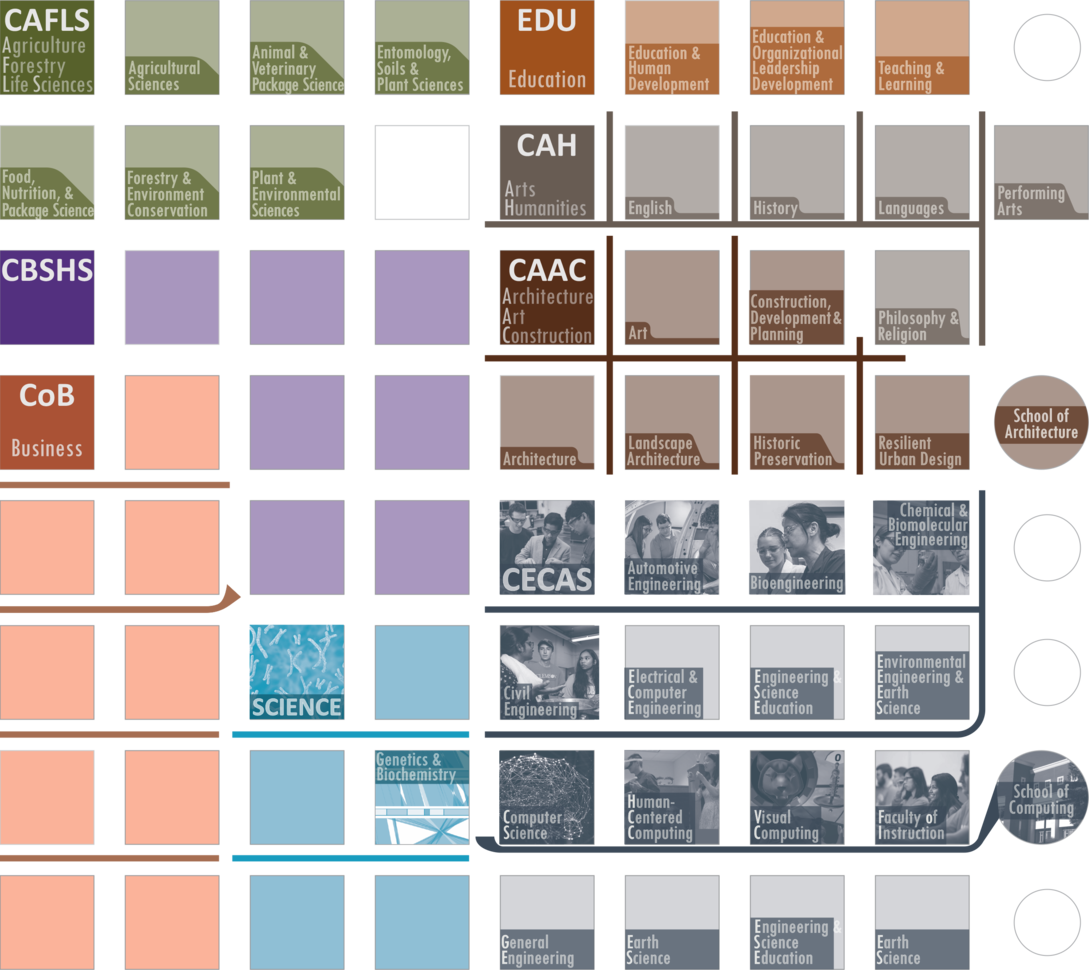 CAFLS
Agriculture
Forestry
Life Sciences
Agricultural
Sciences
Animal &
Veterinary
Package Science
Entomology,
Soils &
Plant Sciences
EDU
Education
Education &
Human
Development
Education &
Organizational
Leadership
Development
Teaching &
Learning
Food,
Nutrition, &
Package Science
Forestry &
Environment
Conservation
Plant &
Environmental
Sciences
CAH
Arts
Humanities
English
History
Languages
Performing
Arts
CBSHS
CAAC
Architecture
Art
Construction
Art
Construction,
Development&
Planning
Philosophy &
Religion
CoB
Business
Architecture
Landscape
Architecture
Historic
Preservation
Resilient
Urban Design
School of
Architecture
CECAS
Automotive
Engineering
Bioengineering
Chemical &
Biomolecular
Engineering
SCIENCE
Civil
Engineering
Electrical &
Computer
Engineering
Engineering &
Science
Education
Environmental
Engineering &
Earth
Science
Genetics &
Biochemistry
Computer
Science
Human-
Centered
Computing
Visual
Computing
Faculty of
Instruction
School of
Computing
General
Engineering
Earth
Science
Engineering &
Science
Education
Earth
Science